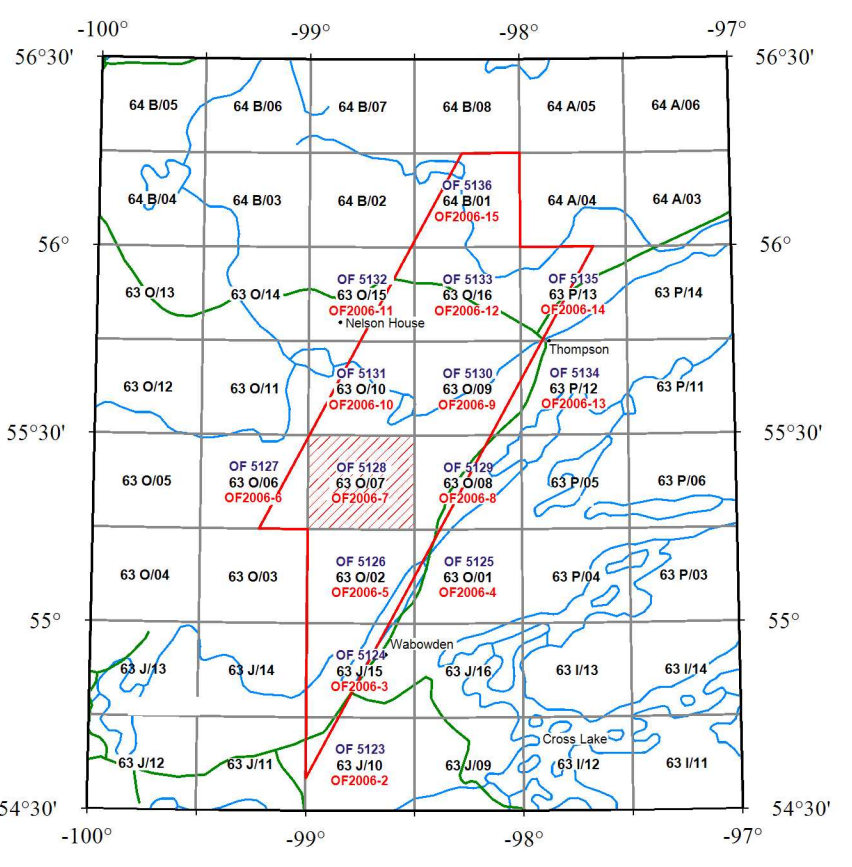 -100° -99° -98° -97°
56°30' 56°30'
64 B/05 64 B/06 64 B/07 64 B/08 64 A/05 64 A/06
OF 5136
64 B/04 64 B/03 64 B/02 64 B/01 64 A/04 64 A/03
OF2006-15
56° 56°
OF 5132 OF 5133 OF 5135
63 O/13 63 O/14 63 O/15 63 O/16 63 P/13 63 P/14
OF2006-11 OF2006-12 OF2006-14
Nelson House
Thompson
OF 5131 OF 5130 OF 5134
63 O/12 63 O/11 63 O/10 63 O/09 63 P/12 63 P/11
OF2006-10 OF2006-9 OF2006-13
55°30' 55°30'
OF 5127 OF 5128 OF 5129
63 O/05 63 O/06 63 O/07 63 O/08 63 P/05 63 P/06
OF2006-6 OF2006-7 OF2006-8
OF 5126 OF 5125
63 O/04 63 O/03 63 O/02 63 O/01 63 P/04 63 P/03
OF2006-5 OF2006-4
55° 55°
Wabowden
OF 5124
63 J/13 63 J/14 63 J/15 63 J/16 63 I/13 63 I/14
OF2006-3
Cross Lake
OF 5123
63 J/12 63 J/11 63 J/10 63 J/09 63 I/12 63 I/11
OF2006-2
54°30' 54°30'
-100° -99° -98° -97°